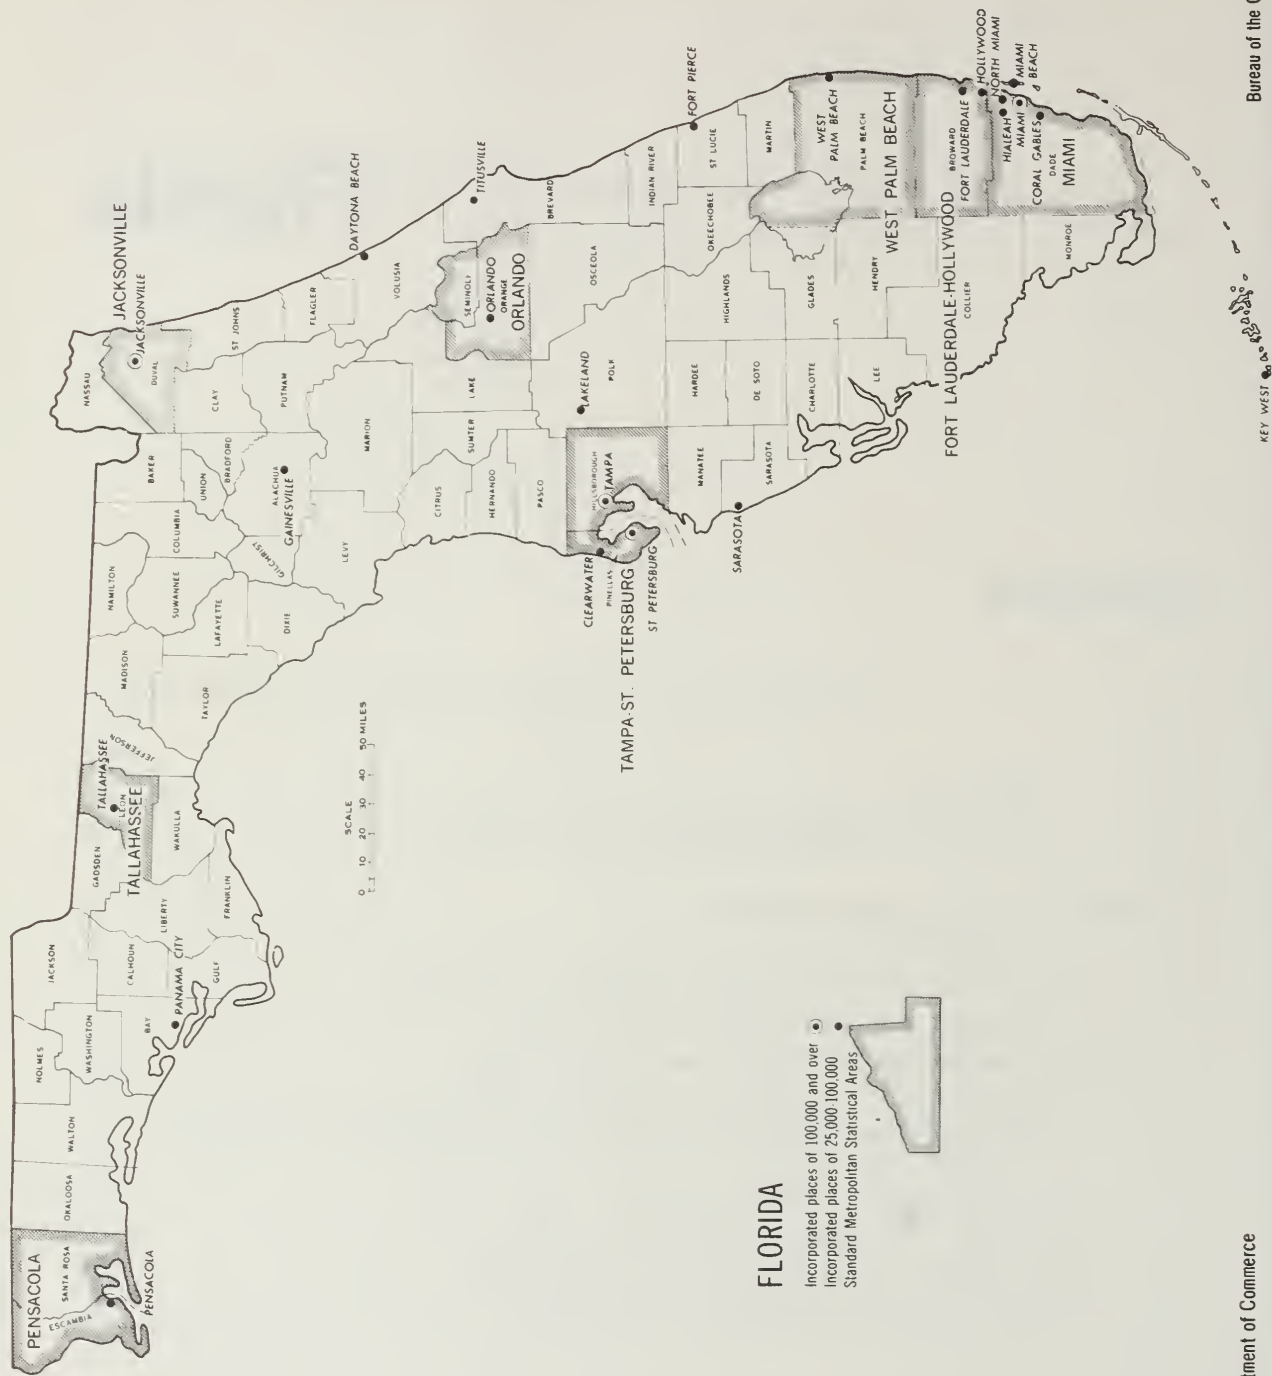 PENSACOLA
SANTA ROSA
ESCAMBIA
PENSACOLA
OKALOOSA
WALTON
HOLMES
WASHINGTON
BAY
JACKSON
CALHOUN
PANAMA CITY
GULF
LIBERTY
FRANKLIN
GADSDEN
TALLAHASSEE
LEON
TALLAHASSEE
WAKULLA
JEFFERSON
MADISON
TAYLOR
HAMILTON
SUWANNEE
LAFAYETTE
DIXIE
COLUMBIA
GILCHRIST
BAKER
UNION
BRADFORD
ALACHUA
GAINESVILLE
LEVY
NASSAU
JACKSONVILLE
JACKSONVILLE
DUVAL
CLAY
ST JOHNS
PUTNAM
FLAGLER
MARION
VOLUSIA
DAYTONA BEACH
CITRUS
SUMTER
LAKE
HERNANDO
PASCO
SEMINOLE
ORLANDO
ORANGE
ORLANDO
TITUSVILLE
BREVARD
OSCEOLA
LAKELAND
POLK
HILLSBOROUGH
TAMPA
CLEARWATER
PINELLAS
ST PETERSBURG
TAMPA-ST. PETERSBURG
INDIAN RIVER
FORT PIERCE
ST LUCIE
OKEECHOBEE
HIGHLANDS
HARDEE
MANATEE
SARASOTA
SARASOTA
DE SOTO
MARTIN
GLADES
CHARLOTTE
LEE
HENDRY
COLLIER
WEST
PALM BEACH
PALM BEACH
WEST PALM BEACH
BROWARD
FORT LAUDERDALE
FORT LAUDERDALE-HOLLYWOOD
HOLLYWOOD
NORTH MIAMI
HIALEAH
MIAMI
MIAMI
BEACH
CORAL GABLES
DADE
MIAMI
MONROE
KEY WEST
SCALE
0 10 20 30 40 50 MILES
FLORIDA
Incorporated places of 100,000 and over
Incorporated places of 25,000-100,000
Standard Metropolitan Statistical Areas
tment of Commerce
Bureau of the C